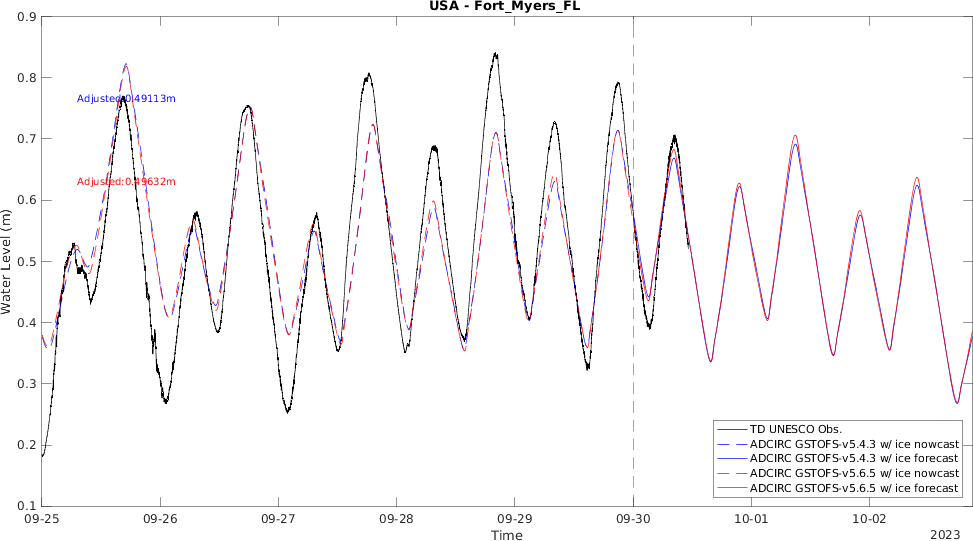 USA - Fort_Myers_FL
Water Level (m)
0.9
0.8
0.7
0.6
0.5
0.4
0.3
0.2
0.1
Adjusted:0.49113m
Adjusted:0.49632m
TD UNESCO Obs.
ADCIRC GSTOFS-v5.4.3 w/ ice nowcast
ADCIRC GSTOFS-v5.4.3 w/ ice forecast
ADCIRC GSTOFS-v5.6.5 w/ ice nowcast
ADCIRC GSTOFS-v5.6.5 w/ ice forecast
09-25 09-26 09-27 09-28 09-29 09-30 10-01 10-02
Time
2023